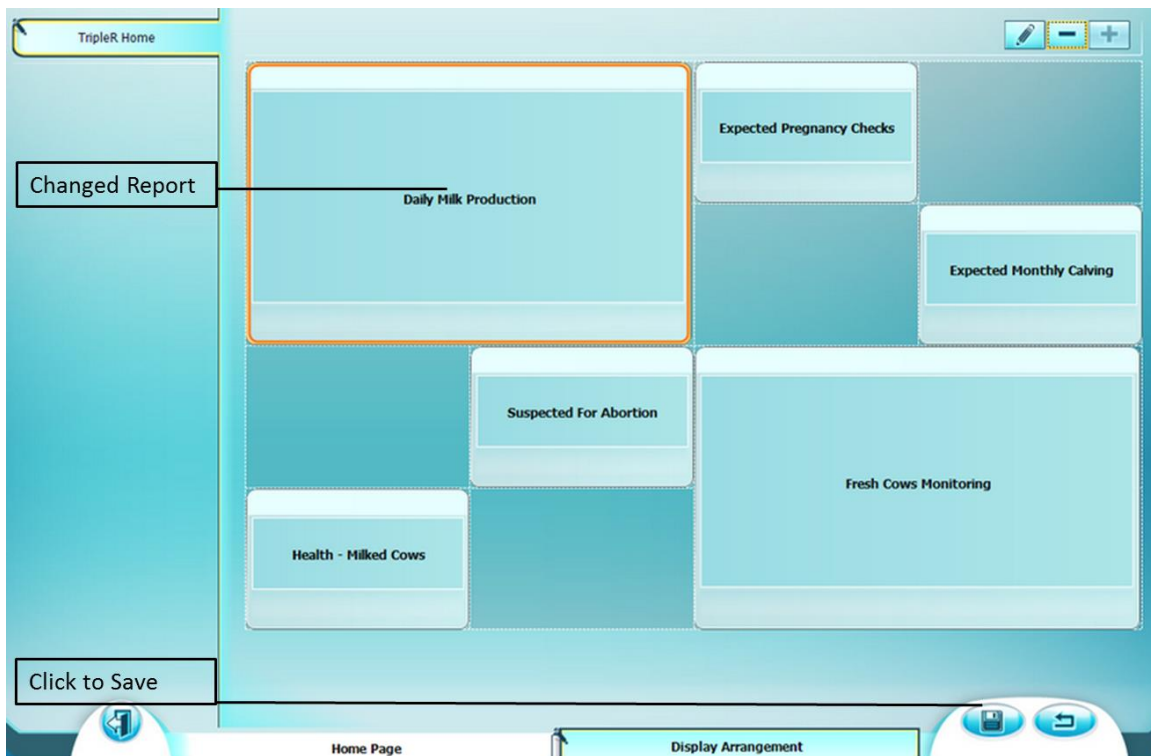 TripleR Home
Expected Pregnancy Checks
Changed Report
Daily Milk Production
Expected Monthly Calving
Suspected For Abortion
Fresh Cows Monitoring
Health - Milked Cows
Click to Save
Home Page
Display Arrangement